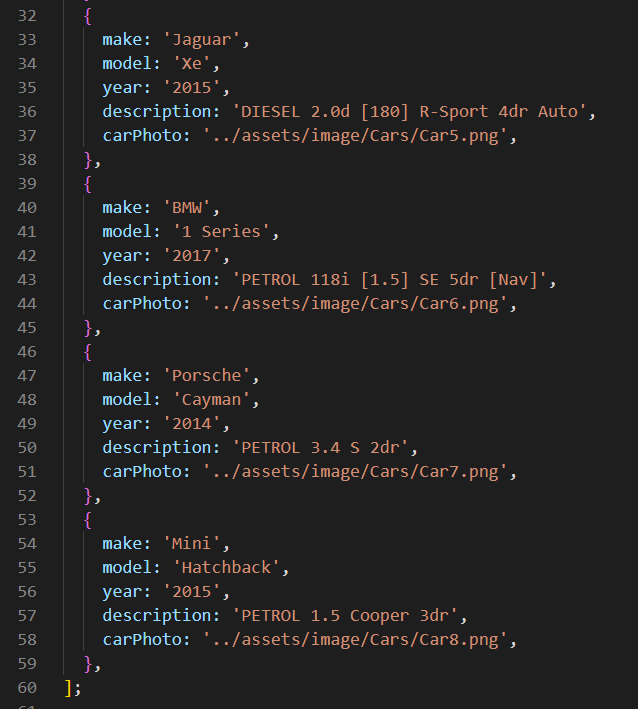 32 {
33 make: 'Jaguar',
34 model: 'Xe',
35 year: '2015',
36 description: 'DIESEL 2.0d [180] R-Sport 4dr Auto',
37 carPhoto: '../assets/image/Cars/Car5.png',
38 },
39 {
40 make: 'BMW',
41 model: '1 Series',
42 year: '2017',
43 description: 'PETROL 118i [1.5] SE 5dr [Nav]',
44 carPhoto: '../assets/image/Cars/Car6.png',
45 },
46 {
47 make: 'Porsche',
48 model: 'Cayman',
49 year: '2014',
50 description: 'PETROL 3.4 S 2dr',
51 carPhoto: '../assets/image/Cars/Car7.png',
52 },
53 {
54 make: 'Mini',
55 model: 'Hatchback',
56 year: '2015',
57 description: 'PETROL 1.5 Cooper 3dr',
58 carPhoto: '../assets/image/Cars/Car8.png',
59 },
60 ];